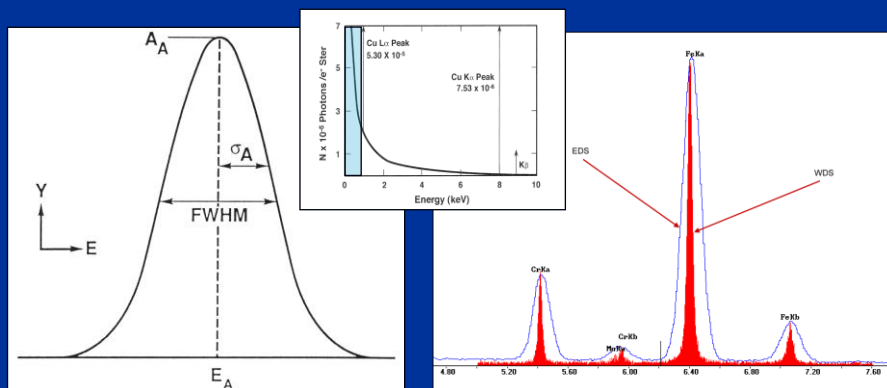 A_A
σ_A
FWHM
Y
E
E_A
7
5
3
1
N x 10⁻⁶ Photons /e⁻ Ster
Cu Lα Peak
5.30 X 10⁻⁵
Cu Kα Peak
7.53 x 10⁻⁶
Kβ
0
2
4
6
8
10
Energy (keV)
FeKa
EDS
WDS
CrKa
CrKb
FeKb
4.80
5.20
5.60
6.00
6.40
6.80
7.20
7.60